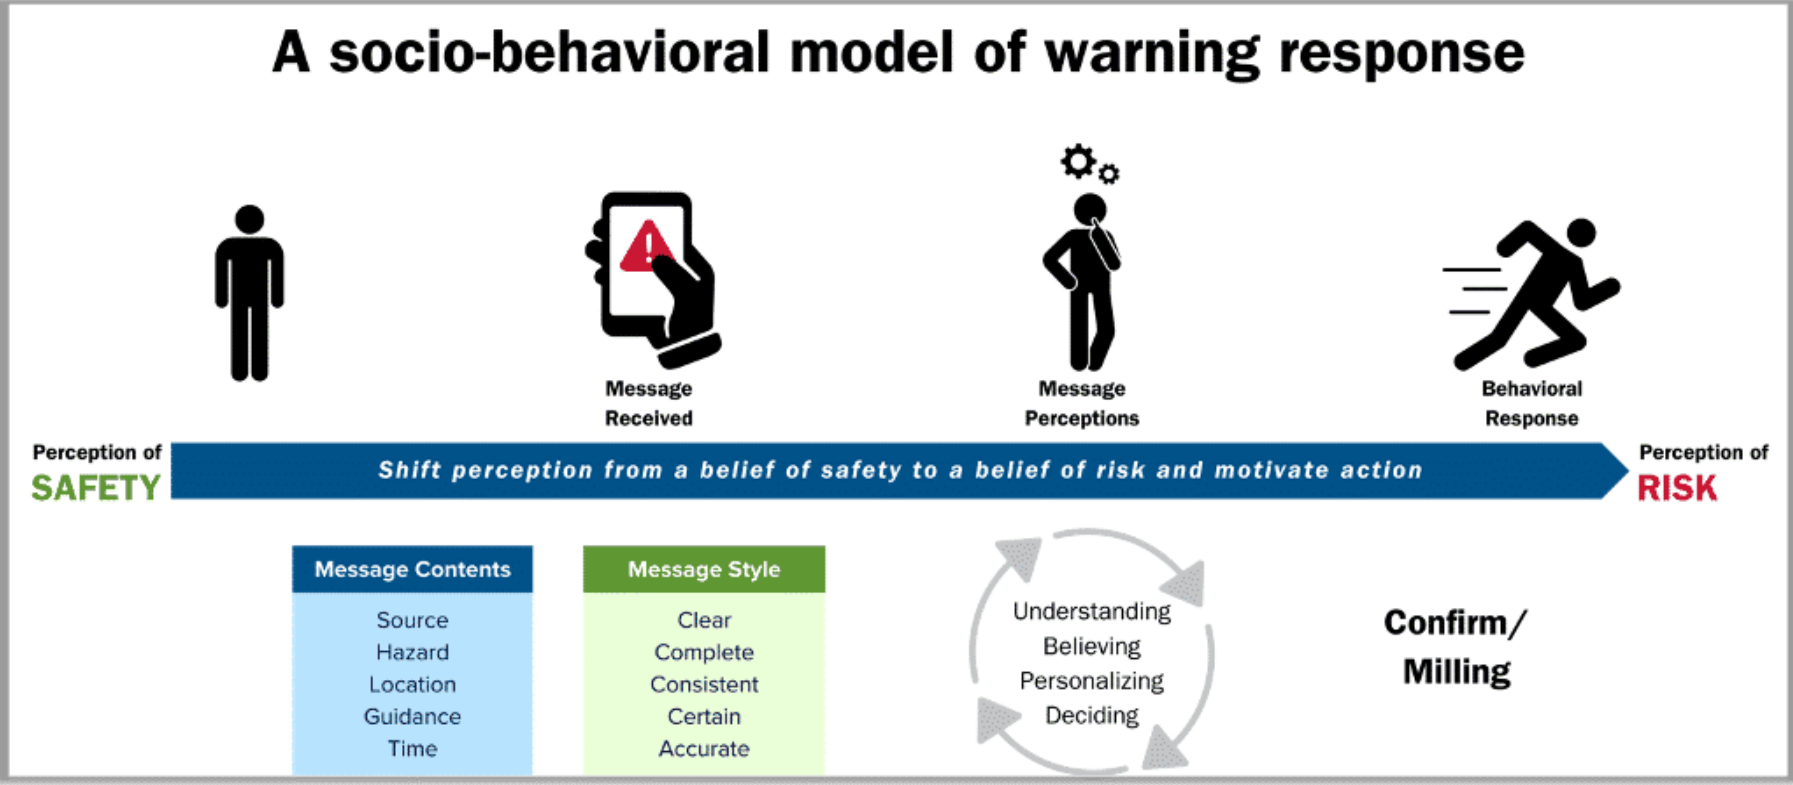 A socio-behavioral model of warning response
Message
Received
Message
Perceptions
Behavioral
Response
Perception of
SAFETY
Shift perception from a belief of safety to a belief of risk and motivate action
Perception of
RISK
Message Contents
Source
Hazard
Location
Guidance
Time
Message Style
Clear
Complete
Consistent
Certain
Accurate
Understanding
Believing
Personalizing
Deciding
Confirm/
Milling